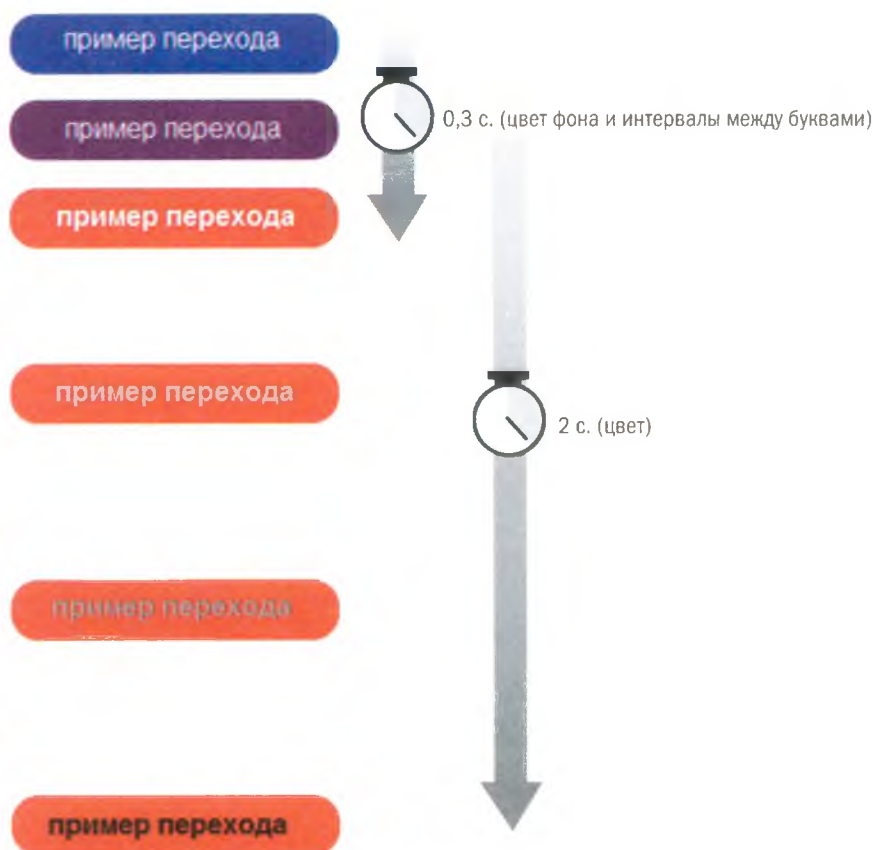 пример перехода
0,3 с. (цвет фона и интервалы между буквами)
пример перехода
пример перехода
пример перехода
2 с. (цвет)
пример перехода
пример перехода